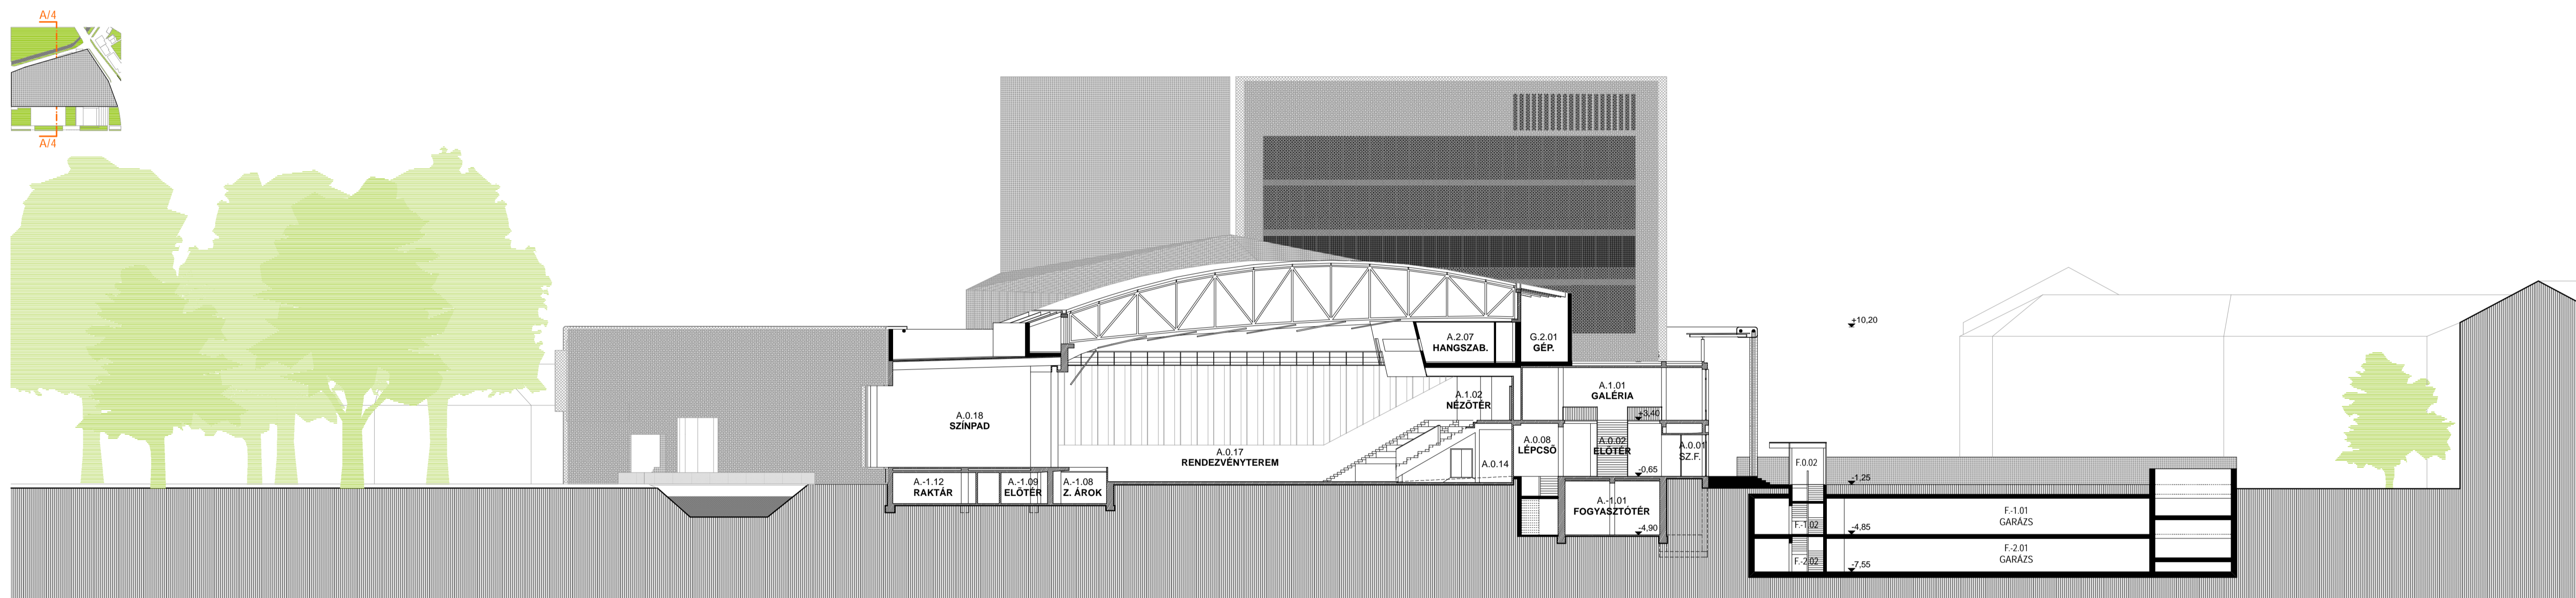 A/4
A/4
+10,20
A.2.07
HANGSZAB.
G.2.01
GÉP.
A.1.01
GALÉRIA
A.1.02
NÉZŐTÉR
+3,40
A.0.18
SZÍNPAD
A.0.17
RENDEZVÉNYTEREM
A.0.14
A.0.08
LÉPCSŐ
A.0.02
ELŐTÉR
A.0.01
SZ.F.
-0,65
F.0.02
-1,25
A.-1.12
RAKTÁR
A.-1.09
ELŐTÉR
A.-1.08
Z. ÁROK
A.-1.01
FOGYASZTÓTÉR
-4,90
F.-1.02
-4,85
F.-1.01
GARÁZS
F.-2.02
-7,55
F.-2.01
GARÁZS